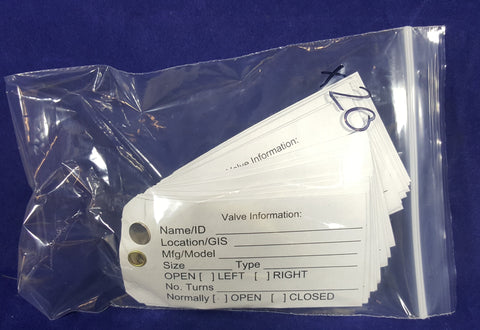 x20
Valve Information:
Valve Information:
Name/ID
Location/GIS
Mfg/Model
Size Type
OPEN [ ] LEFT [ ] RIGHT
No. Turns
Normally [ ] OPEN [ ] CLOSED